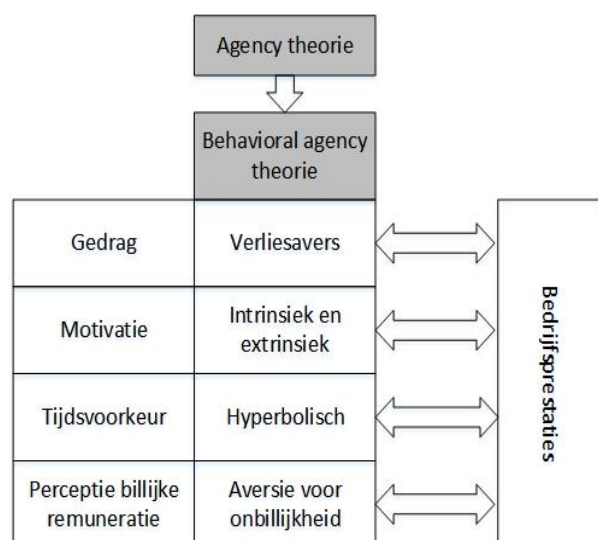 Agency theorie
Behavioral agency
theorie
Gedrag
Verliesavers
Motivatie
Intrinsiek en
extrinsiek
Tijdsvoorkeur
Hyperbolisch
Perceptie billijke
remuneratie
Aversie voor
onbillijkheid
Bedrijfsprestaties